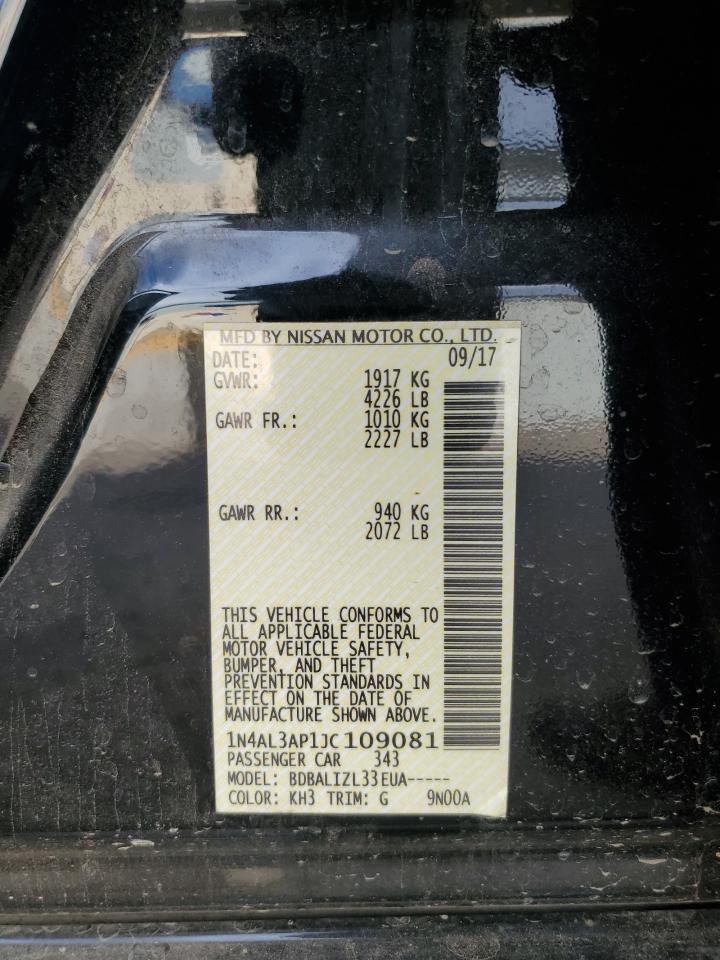 MFD BY NISSAN MOTOR CO., LTD.
DATE: 09/17
GVWR: 1917 KG
4226 LB
GAWR FR.: 1010 KG
2227 LB
GAWR RR.: 940 KG
2072 LB
THIS VEHICLE CONFORMS TO
ALL APPLICABLE FEDERAL
MOTOR VEHICLE SAFETY,
BUMPER, AND THEFT
PREVENTION STANDARDS IN
EFFECT ON THE DATE OF
MANUFACTURE SHOWN ABOVE.
1N4AL3AP1JC109081
PASSENGER CAR 343
MODEL: BDBALIZL33EUA-----
COLOR: KH3 TRIM: G 9N00A